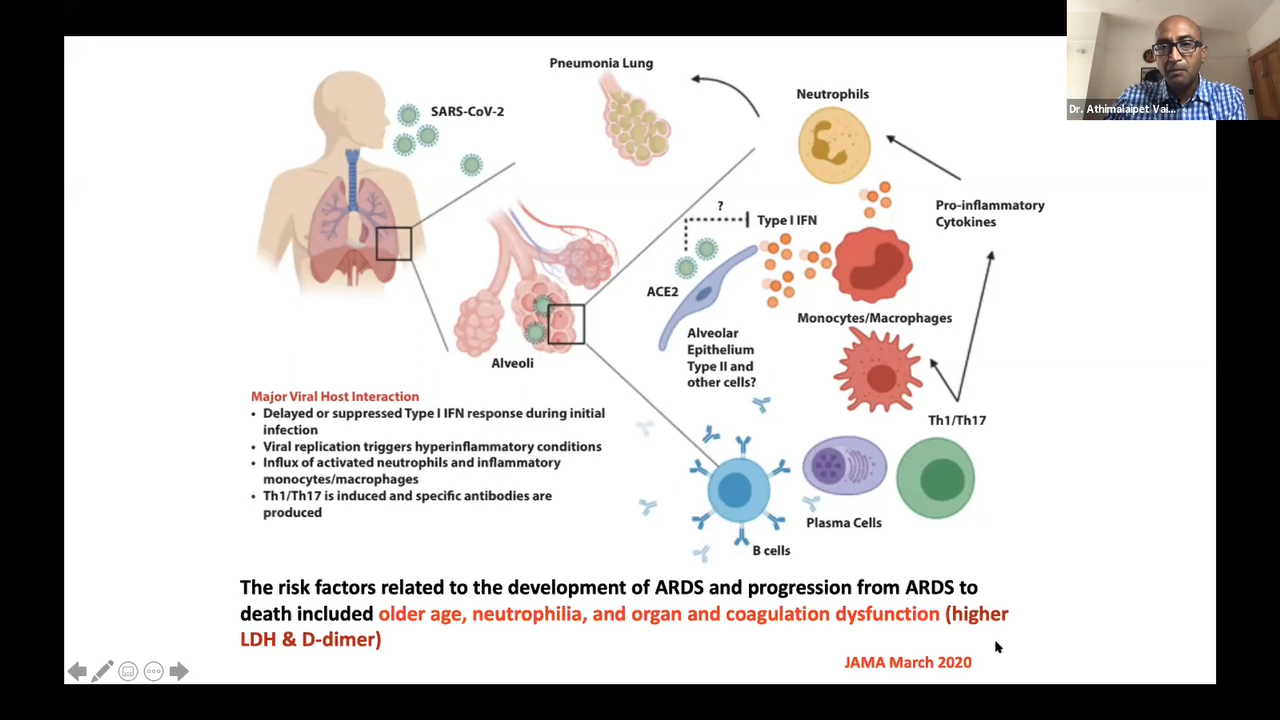 Pneumonia Lung
SARS-CoV-2
Neutrophils
Dr. Athimalaipet Vai...
Pro-inflammatory
Cytokines
?
Type I IFN
ACE2
Monocytes/Macrophages
Alveolar
Epithelium
Type II and
other cells?
Alveoli
Th1/Th17
Major Viral Host Interaction
• Delayed or suppressed Type I IFN response during initial
infection
• Viral replication triggers hyperinflammatory conditions
• Influx of activated neutrophils and inflammatory
monocytes/macrophages
• Th1/Th17 is induced and specific antibodies are
produced
Plasma Cells
B cells
The risk factors related to the development of ARDS and progression from ARDS to
death included older age, neutrophilia, and organ and coagulation dysfunction (higher
LDH & D-dimer)
JAMA March 2020